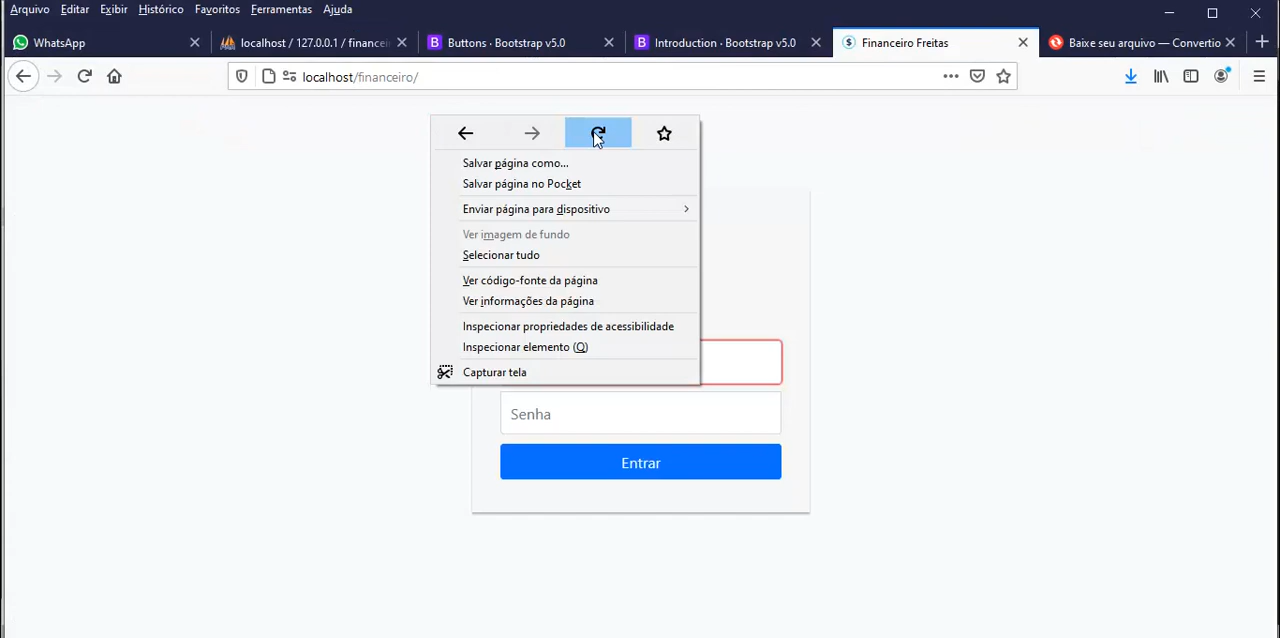 Arquivo Editar Exibir Histórico Favoritos Ferramentas Ajuda
WhatsApp
localhost / 127.0.0.1 / financei
Buttons · Bootstrap v5.0
Introduction · Bootstrap v5.0
Financeiro Freitas
Baixe seu arquivo — Convertio
localhost/financeiro/
Salvar página como...
Salvar página no Pocket
Enviar página para dispositivo
Ver imagem de fundo
Selecionar tudo
Ver código-fonte da página
Ver informações da página
Inspecionar propriedades de acessibilidade
Inspecionar elemento (Q)
Capturar tela
Senha
Entrar